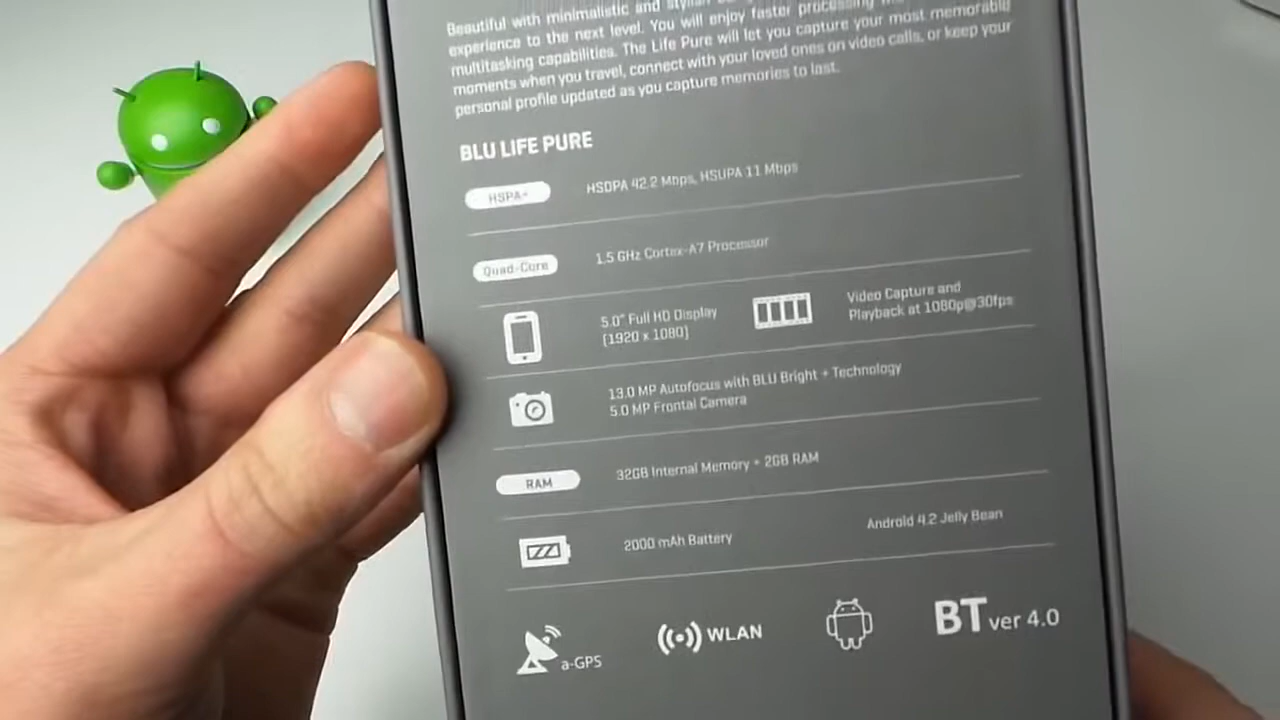 Beautiful with minimalistic and
experience to the next level. You will enjoy faster processing
multitasking capabilities. The Life Pure will let you capture your most memorable
moments when you travel, connect with your loved ones on video calls, or keep your
personal profile updated as you capture memories to last.
BLU LIFE PURE
HSPA+ HSDPA 42.2 Mbps, HSUPA 11 Mbps
Quad-Core 1.5 GHz Cortex-A7 Processor
5.0" Full HD Display
[1920 x 1080]
Video Capture and
Playback at 1080p@30fps
13.0 MP Autofocus with BLU Bright + Technology
5.0 MP Frontal Camera
RAM 32GB Internal Memory + 2GB RAM
2000 mAh Battery
Android 4.2 Jelly Bean
a-GPS
WLAN
BT ver 4.0